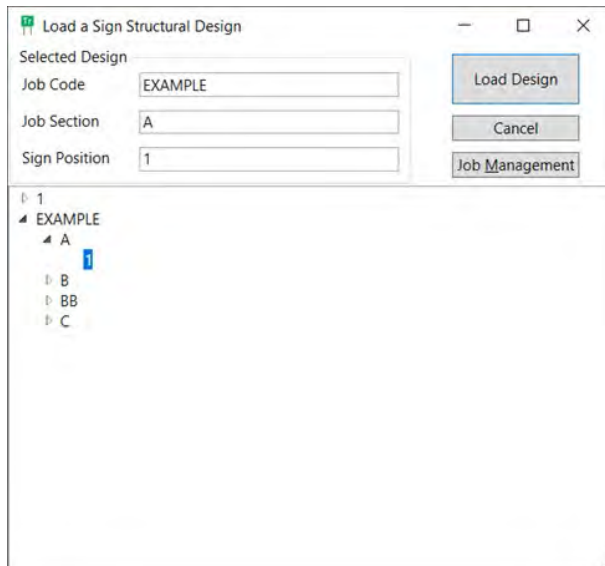 Tr
Load a Sign Structural Design
Selected Design
Job Code EXAMPLE
Job Section A
Sign Position 1
Load Design
Cancel
Job Management
1
EXAMPLE
A
1
B
BB
C